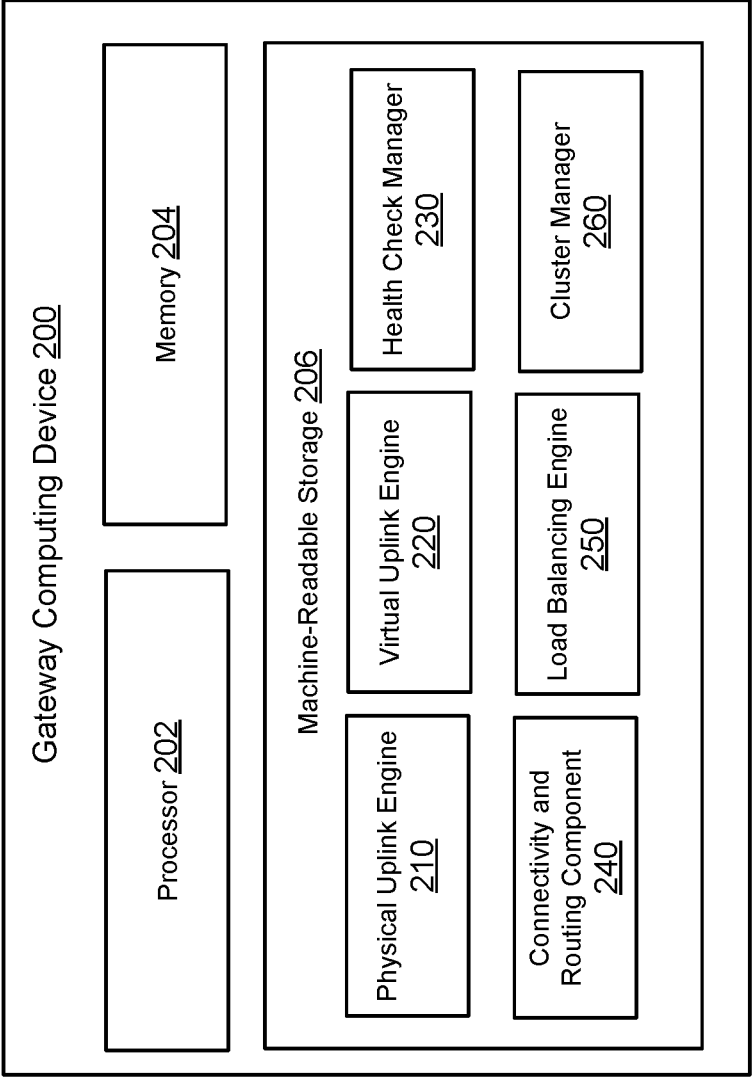 Gateway Computing Device 200
Processor 202
Memory 204
Machine-Readable Storage 206
Physical Uplink Engine
210
Virtual Uplink Engine
220
Health Check Manager
230
Connectivity and
Routing Component
240
Load Balancing Engine
250
Cluster Manager
260